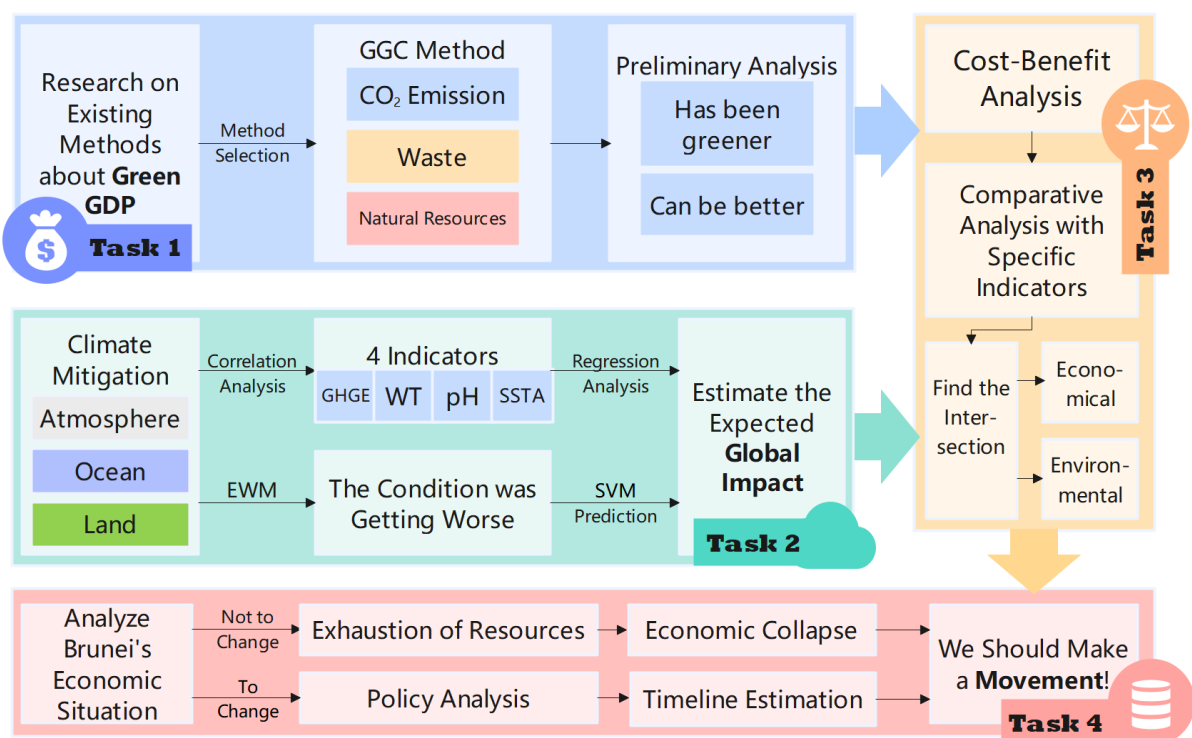 Research on
Existing
Methods
about Green
GDP
Task 1
Method
Selection
GGC Method
CO₂ Emission
Waste
Natural Resources
Preliminary Analysis
Has been
greener
Can be better
Climate
Mitigation
Atmosphere
Ocean
Land
Correlation
Analysis
EWM
4 Indicators
GHGE
WT
pH
SSTA
The Condition was
Getting Worse
Regression
Analysis
SVM
Prediction
Estimate the
Expected
Global
Impact
Task 2
Cost-Benefit
Analysis
Task 3
Comparative
Analysis with
Specific
Indicators
Find the
Inter-
section
Econo-
mical
Environ-
mental
Analyze
Brunei's
Economic
Situation
Not to
Change
Exhaustion of Resources
Economic Collapse
To
Change
Policy Analysis
Timeline Estimation
We Should Make
a Movement!
Task 4